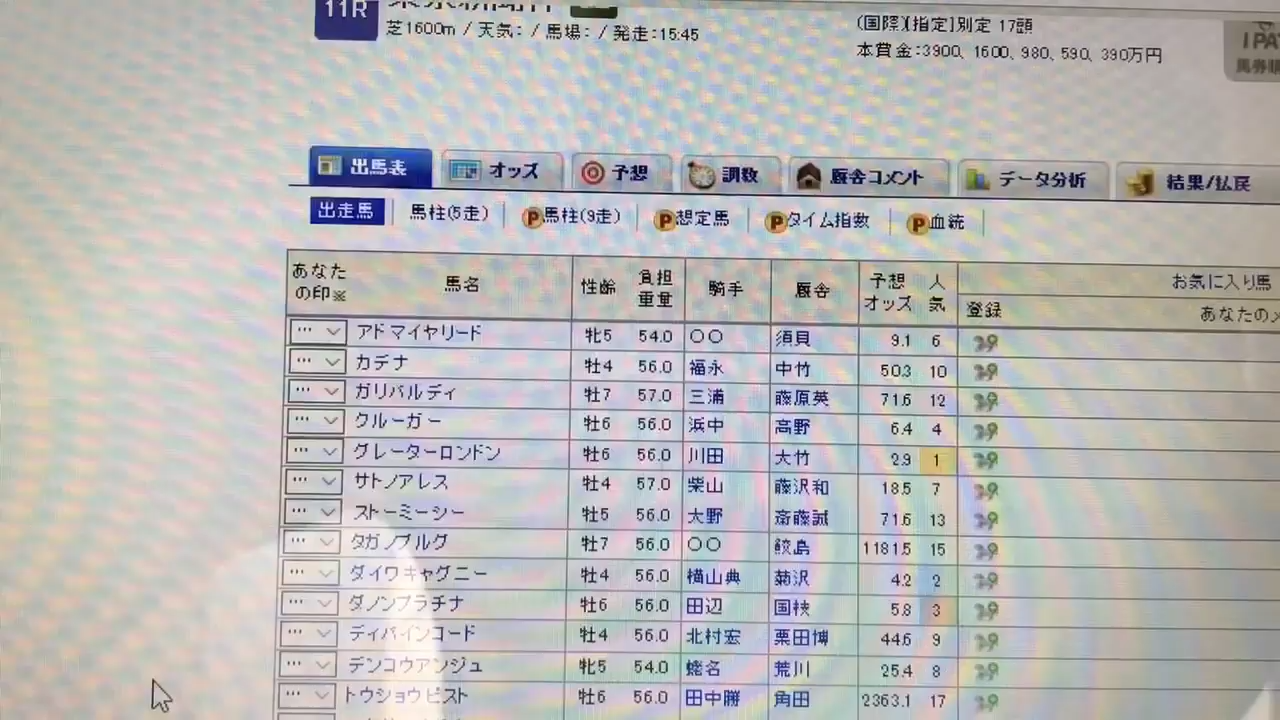 11R
芝1600m / 天気: / 馬場: / 発走:15:45
(国際)[指定]別定 17頭
本賞金:3900、1600、980、590、390万円
IPA
出馬表 オッズ 予想 調教 厩舎コメント データ分析 結果/払戻
出走馬 馬柱(5走) P馬柱(9走) P想定馬 Pタイム指数 P血統
あなたの印※ 馬名 性齢 負担重量 騎手 厩舎 予想オッズ 人気 お気に入り馬
登録 あなたのメ
アドマイヤリード 牝5 54.0 〇〇 須貝 9.1 6
カデナ 牡4 56.0 福永 中竹 50.3 10
ガリバルディ 牡7 57.0 三浦 藤原英 71.6 12
クルーガー 牡6 56.0 浜中 高野 6.4 4
グレーターロンドン 牡6 56.0 川田 大竹 2.9 1
サトノアレス 牡4 57.0 柴山 藤沢和 18.5 7
ストーミーシー 牡5 56.0 大野 斎藤誠 71.6 13
タガノブルグ 牡7 56.0 〇〇 鮫島 1181.5 15
ダイワキャグニー 牡4 56.0 横山典 菊沢 4.2 2
ダノンプラチナ 牡6 56.0 田辺 国枝 5.8 3
ディバインコード 牡4 56.0 北村宏 栗田博 44.6 9
デンコウアンジュ 牝5 54.0 蛯名 荒川 25.4 8
トウショウピスト 牡6 56.0 田中勝 角田 2363.1 17